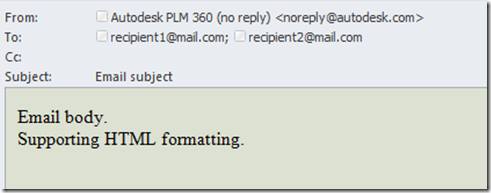 From: Autodesk PLM 360 (no reply) <noreply@autodesk.com>
To: recipient1@mail.com; recipient2@mail.com
Cc:
Subject: Email subject
Email body.
Supporting HTML formatting.